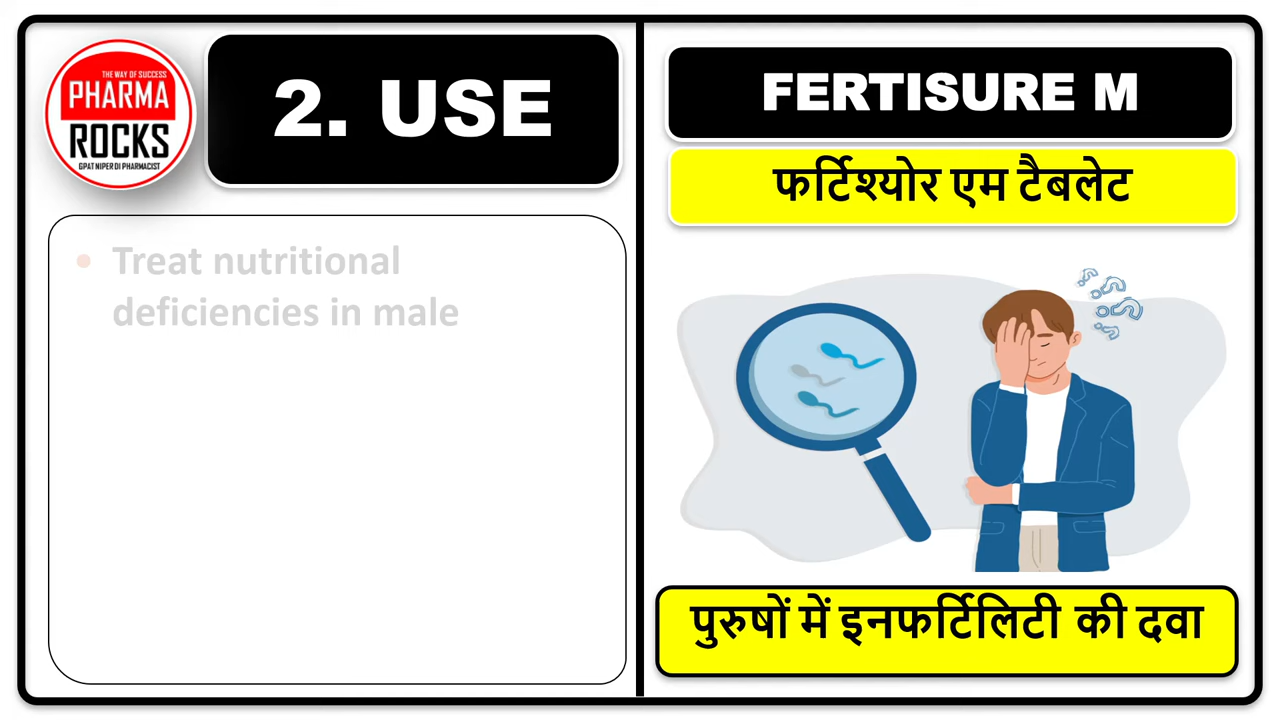 THE WAY OF SUCCESS
PHARMA
ROCKS
GPAT NIPER DI PHARMACIST
2. USE
• Treat nutritional
deficiencies in male
FERTISURE M
फर्टिश्योर एम टैबलेट
पुरुषों में इनफर्टिलिटी की दवा